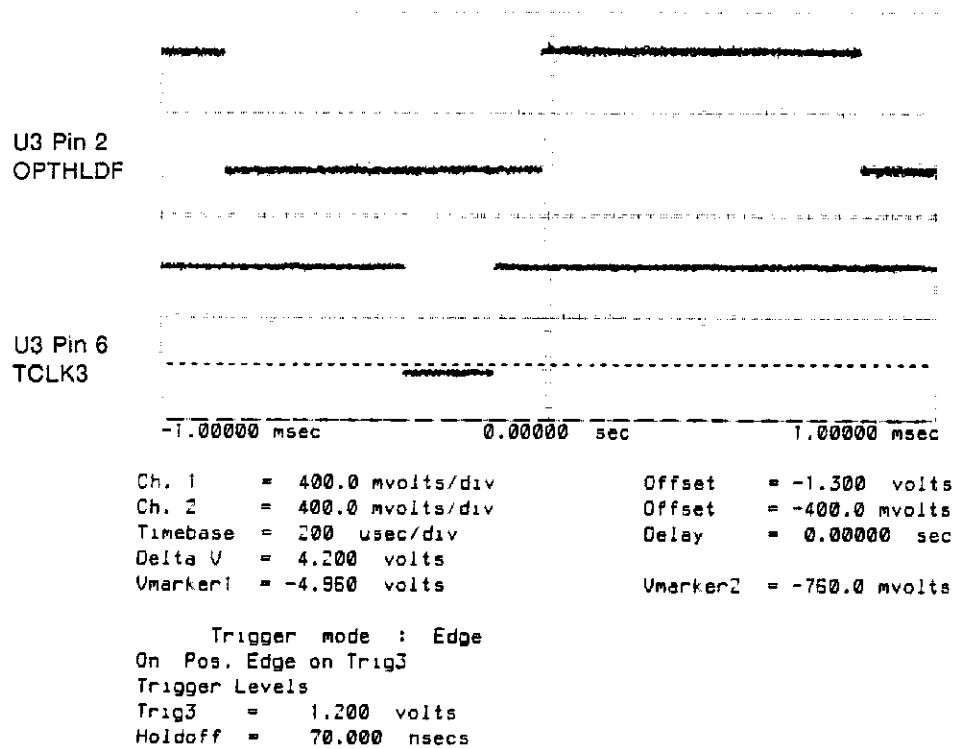 U3 Pin 2
OPTHLDF
U3 Pin 6
TCLK3
-1.00000 msec 0.00000 sec 1.00000 msec
Ch. 1 = 400.0 mvolts/div Offset = -1.300 volts
Ch. 2 = 400.0 mvolts/div Offset = -400.0 mvolts
Timebase = 200 usec/div Delay = 0.00000 sec
Delta V = 4.200 volts
Vmarker1 = -4.960 volts Vmarker2 = -760.0 mvolts
Trigger mode : Edge
On Pos. Edge on Trig3
Trigger Levels
Trig3 = 1.200 volts
Holdoff = 70.000 nsecs